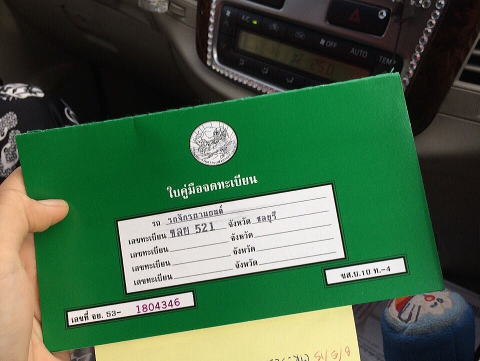 A/C
OFF
AUTO
TEMP
ใบคู่มือจดทะเบียน
รถ รถจักรยานยนต์
เลขทะเบียน ขลย 521 จังหวัด ชลบุรี
เลขทะเบียน จังหวัด
เลขทะเบียน จังหวัด
เลขทะเบียน จังหวัด
เลขที่ จย. 53- 1804346
ขส.บ.10 ท.-4